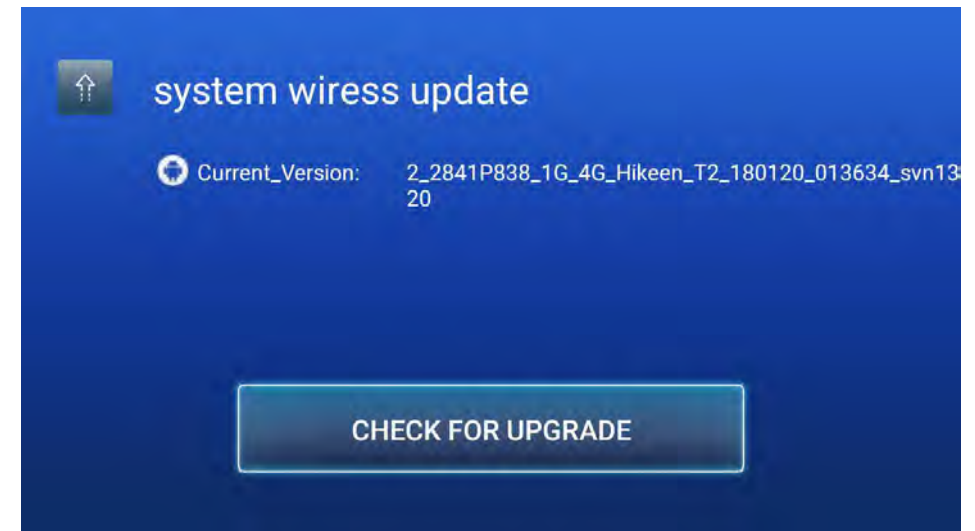 system wiress update
Current_Version: 2_2841P838_1G_4G_Hikeen_T2_180120_013634_svn13
20
CHECK FOR UPGRADE